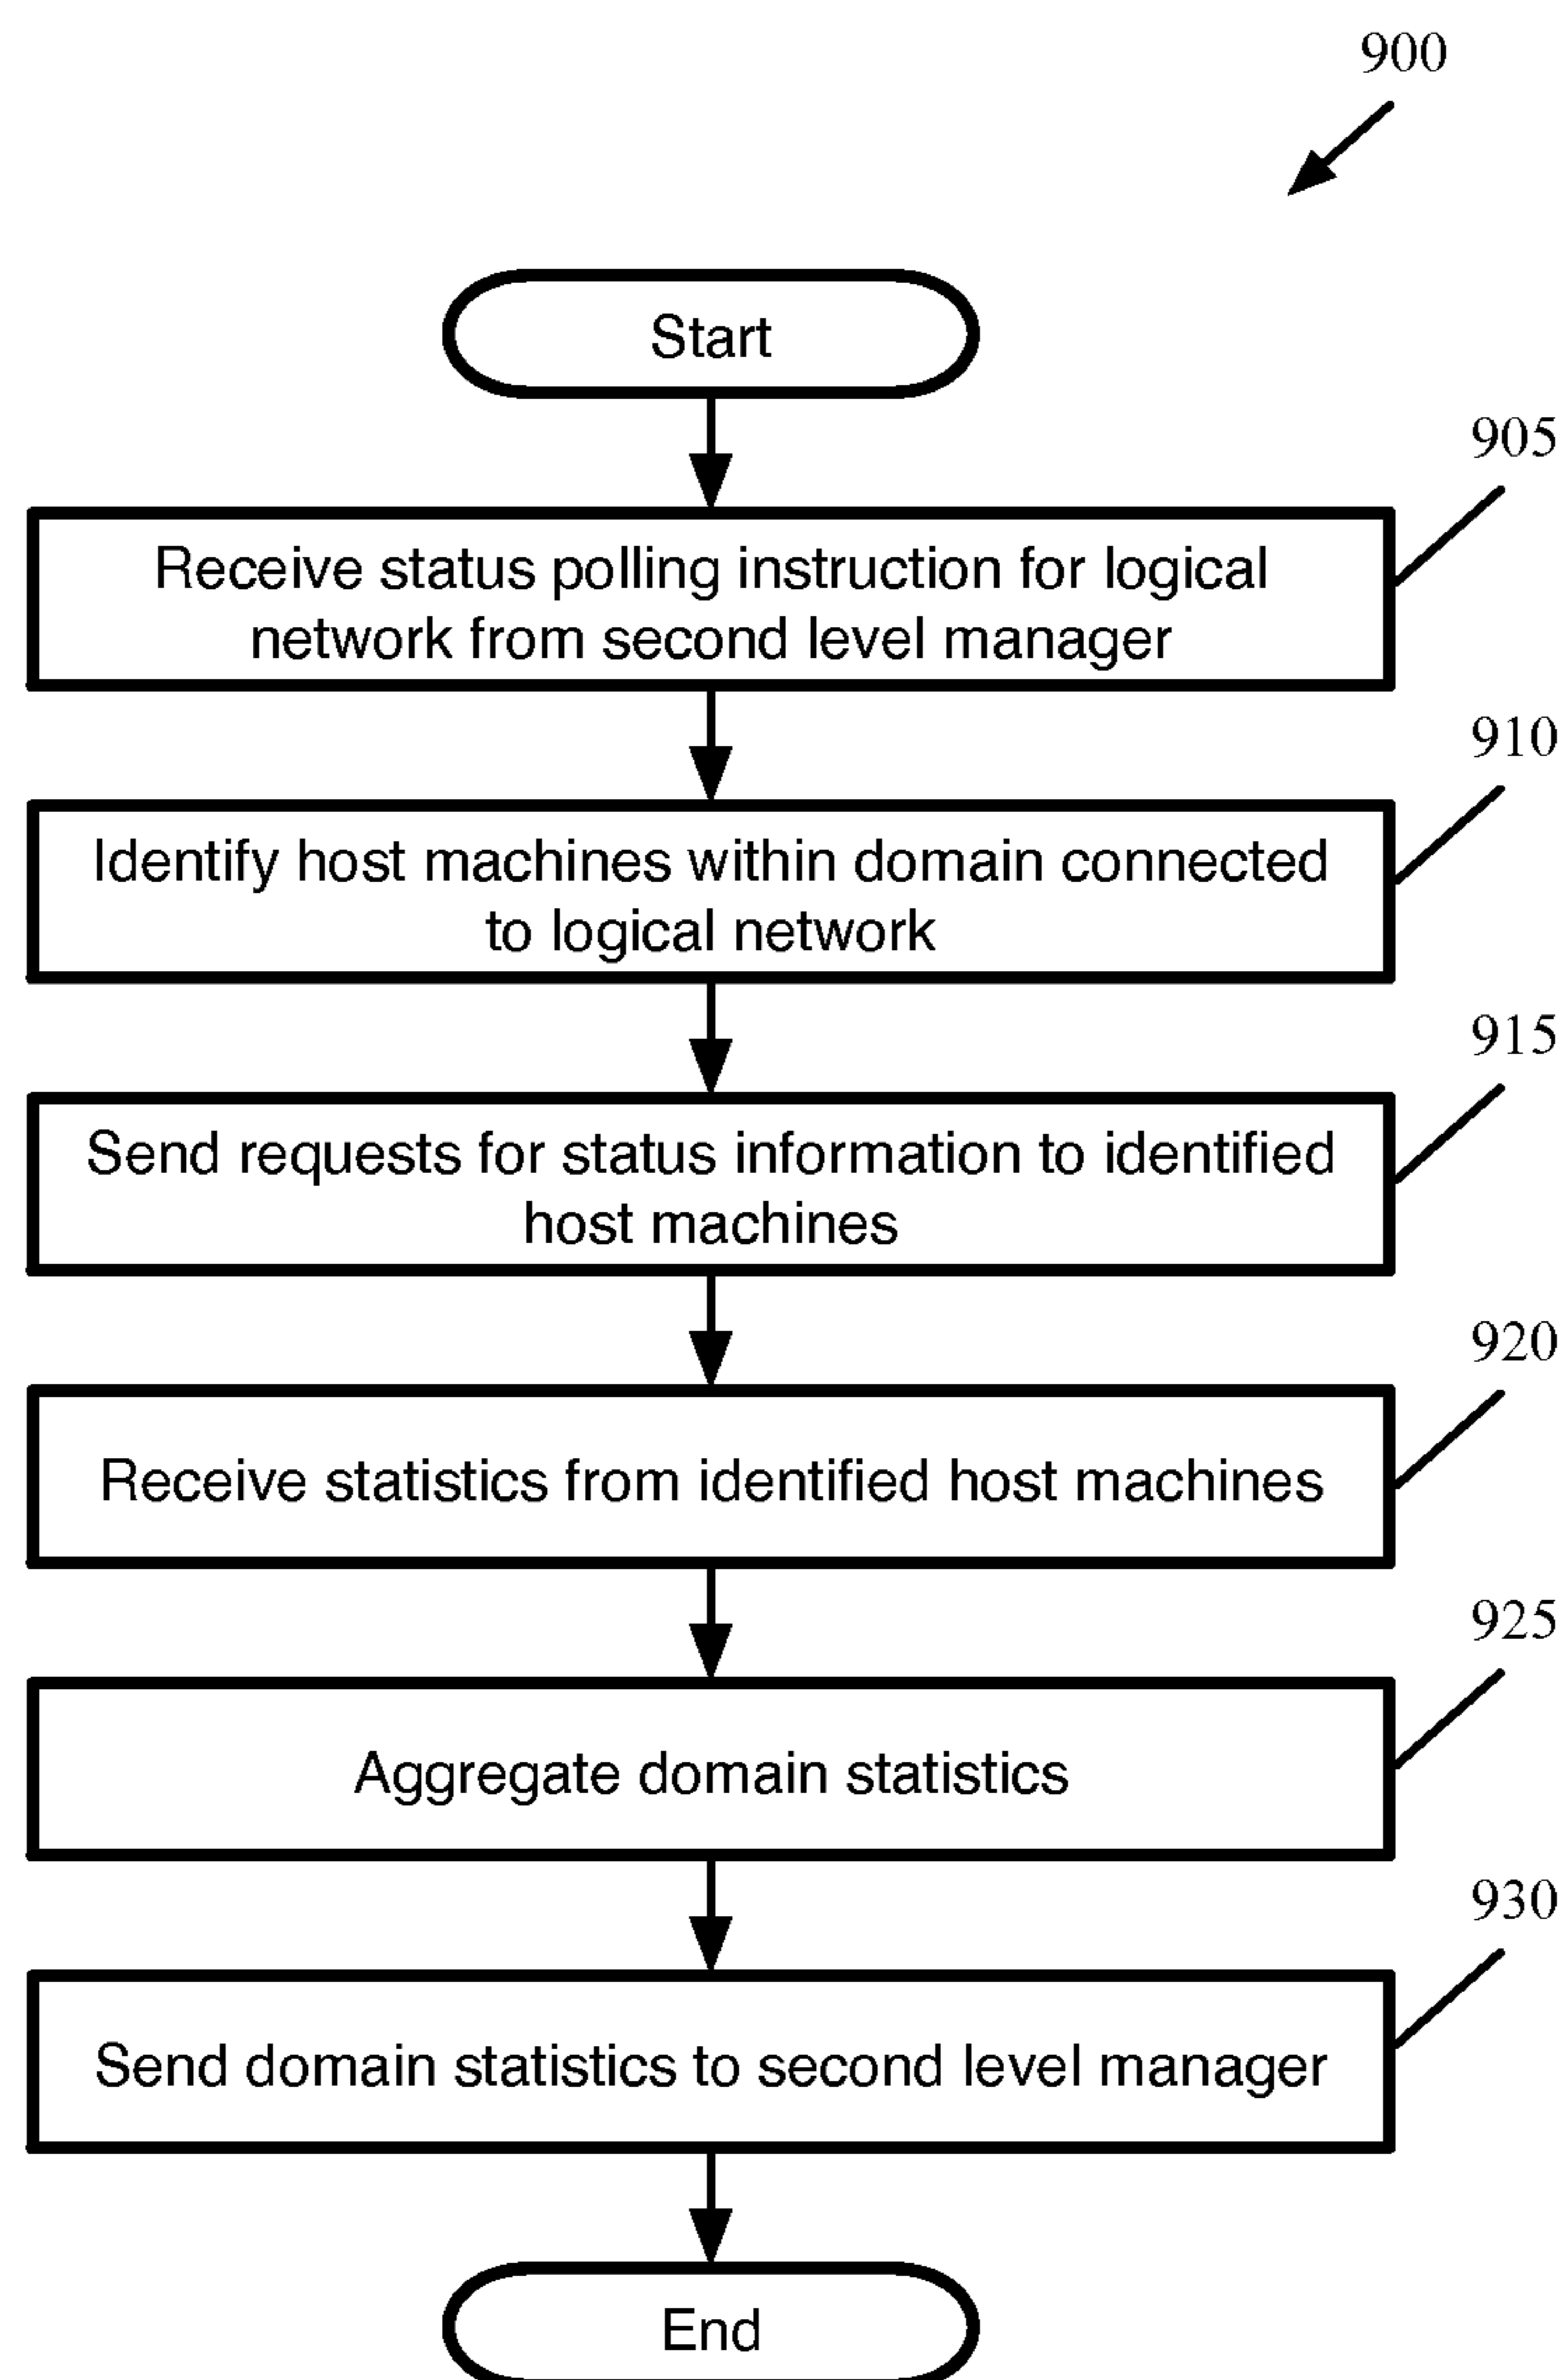 900
Start
905
Receive status polling instruction for logical
network from second level manager
910
Identify host machines within domain connected
to logical network
915
Send requests for status information to identified
host machines
920
Receive statistics from identified host machines
925
Aggregate domain statistics
930
Send domain statistics to second level manager
End